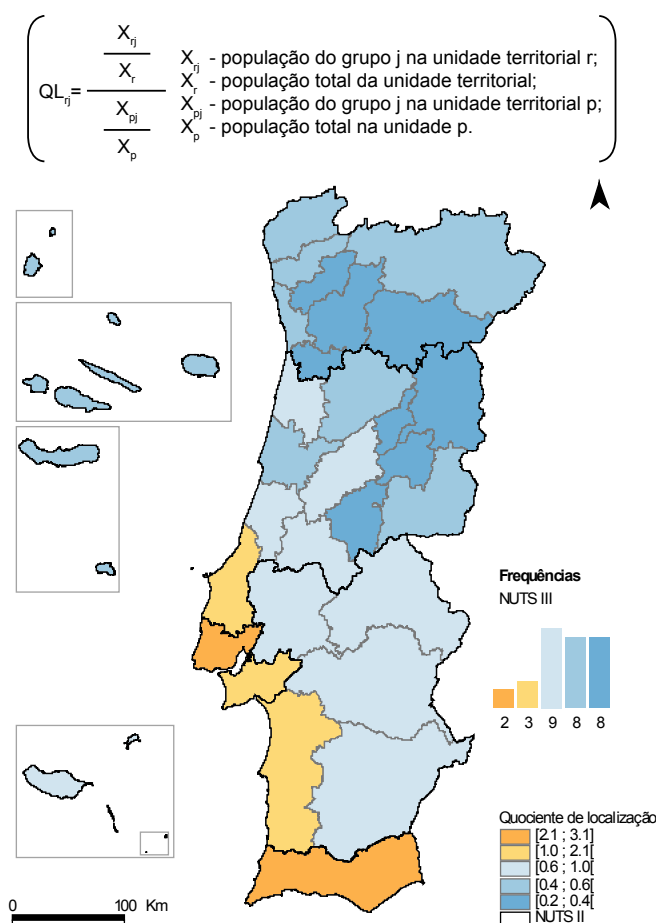 QLrj= Xrj / Xr / Xpj / Xp
Xrj - população do grupo j na unidade territorial r;
Xr - população total da unidade territorial;
Xpj - população do grupo j na unidade territorial p;
Xp - população total na unidade p.
Frequências
NUTS III
2 3 9 8 8
Quociente de localização
[2.1 ; 3.1]
[1.0 ; 2.1[
[0.6 ; 1.0[
[0.4 ; 0.6[
[0.2 ; 0.4[
NUTS II
0 100 Km